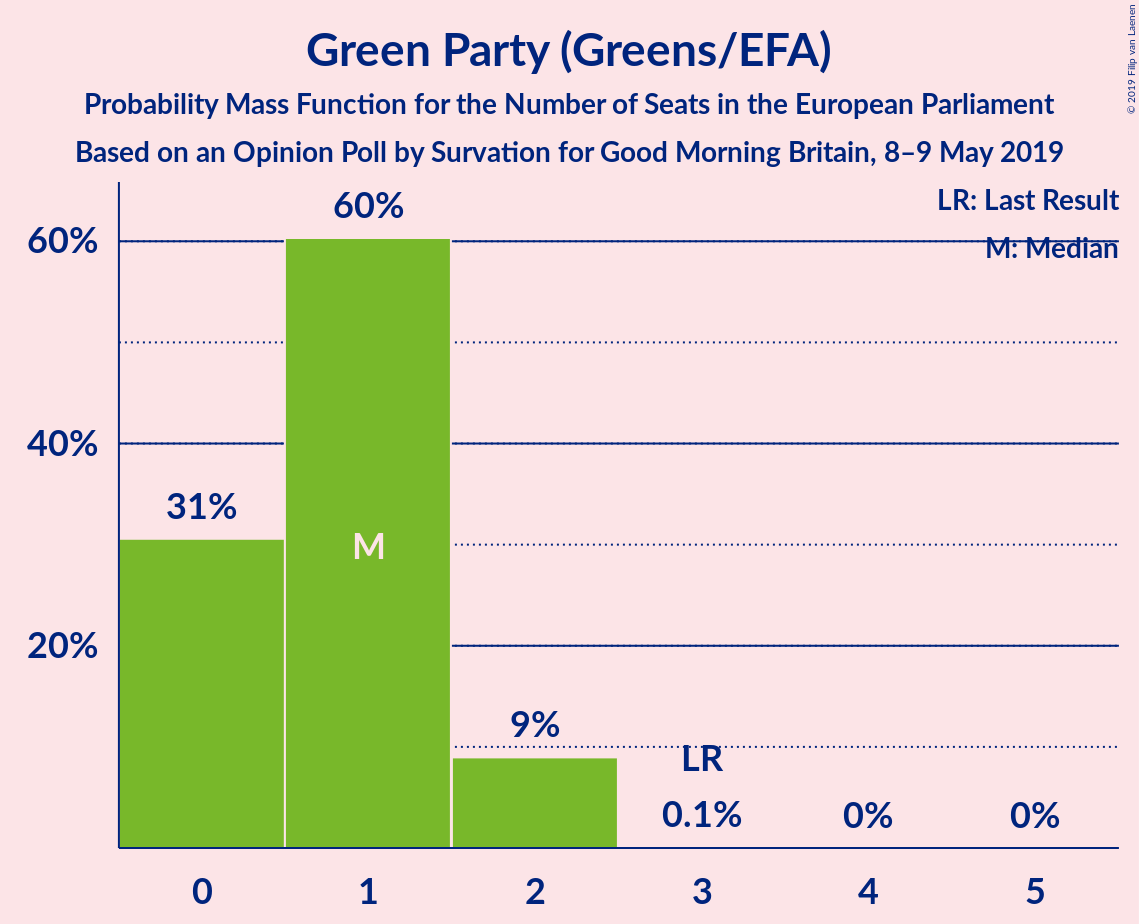 Green Party (Greens/EFA)
Probability Mass Function for the Number of Seats in the European Parliament
Based on an Opinion Poll by Survation for Good Morning Britain, 8–9 May 2019
© 2019 Filip van Laenen
LR: Last Result
M: Median
60%
60%
40%
31%
M
20%
9%
LR
0.1%
0%
0%
0 1 2 3 4 5